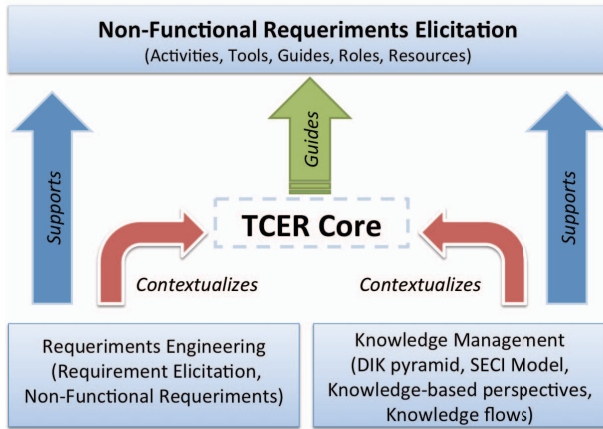 Non-Functional Requeriments Elicitation
(Activities, Tools, Guides, Roles, Resources)
Supports
Guides
Supports
TCER Core
Contextualizes
Contextualizes
Requeriments Engineering
(Requirement Elicitation,
Non-Functional Requeriments)
Knowledge Management
(DIK pyramid, SECI Model,
Knowledge-based perspectives,
Knowledge flows)